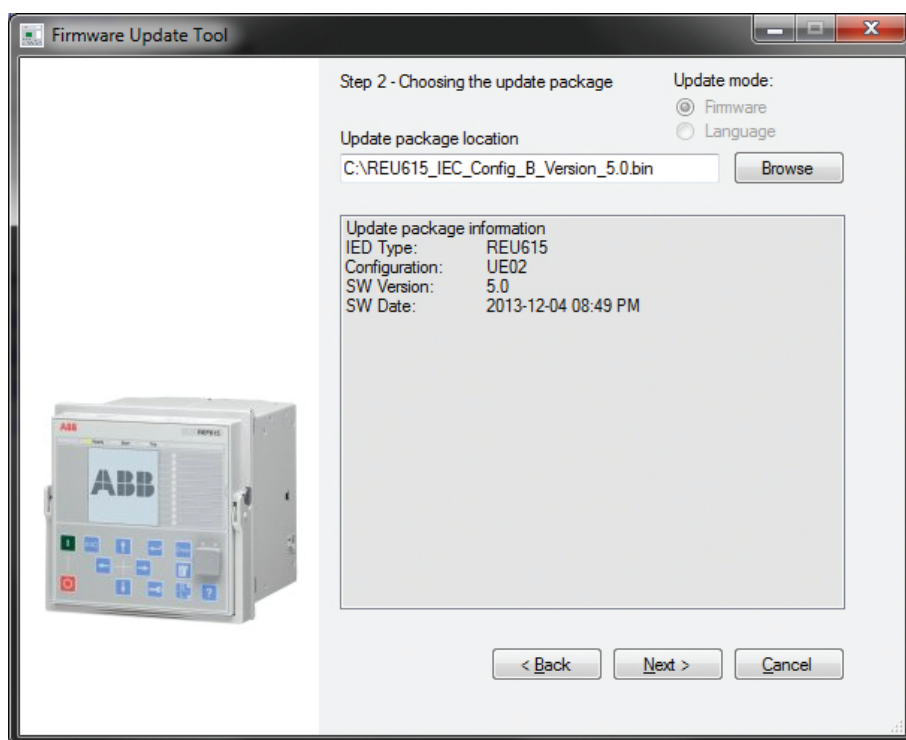 Firmware Update Tool
Step 2 - Choosing the update package
Update mode:
Firmware
Language
Update package location
C:\REU615_IEC_Config_B_Version_5.0.bin
Browse
Update package information
IED Type: REU615
Configuration: UE02
SW Version: 5.0
SW Date: 2013-12-04 08:49 PM
ABB
ABB
< Back
Next >
Cancel